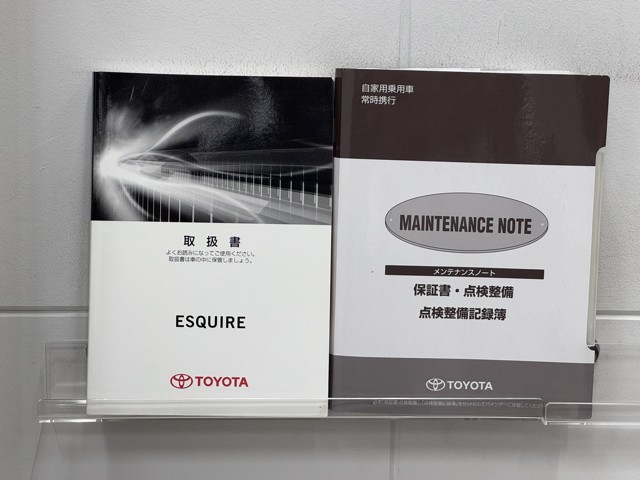 取扱書
よくお読みになってご使用ください。
取扱書は車の中に保管しましょう。
ESQUIRE
TOYOTA
自家用乗用車
常時携行
MAINTENANCE NOTE
メンテナンスノート
保証書・点検整備
点検整備記録簿
TOYOTA